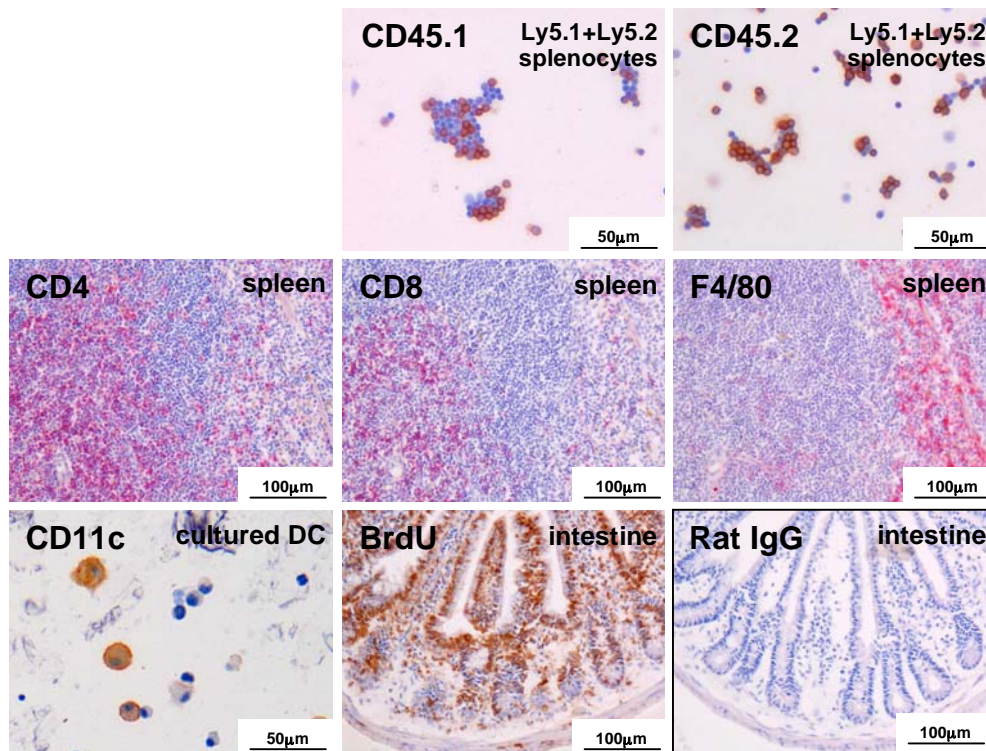 CD45.1
Ly5.1+Ly5.2
splenocytes
50μm
CD45.2
Ly5.1+Ly5.2
splenocytes
50μm
CD4
spleen
100μm
CD8
spleen
100μm
F4/80
spleen
100μm
CD11c
cultured DC
50μm
BrdU
intestine
100μm
Rat IgG
intestine
100μm